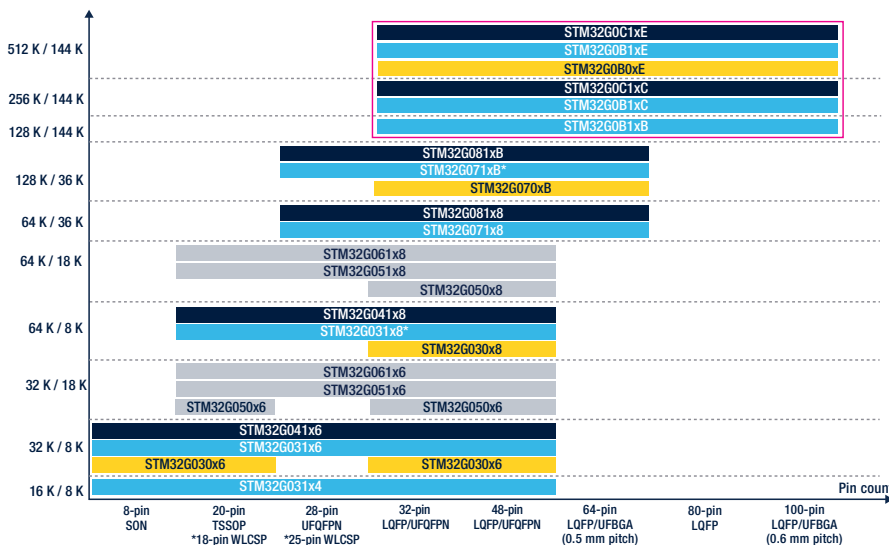 512 K / 144 K
STM32G0C1xE
STM32G0B1xE
STM32G0B0xE
256 K / 144 K
STM32G0C1xC
STM32G0B1xC
128 K / 144 K
STM32G0B1xB
128 K / 36 K
STM32G081xB
STM32G071xB*
STM32G070xB
64 K / 36 K
STM32G081x8
STM32G071x8
64 K / 18 K
STM32G061x8
STM32G051x8
STM32G050x8
64 K / 8 K
STM32G041x8
STM32G031x8*
STM32G030x8
32 K / 18 K
STM32G061x6
STM32G051x6
STM32G050x6 STM32G050x6
32 K / 8 K
STM32G041x6
STM32G031x6
STM32G030x6 STM32G030x6
16 K / 8 K
STM32G031x4
Pin count
8-pin
SON
20-pin
TSSOP
*18-pin WLCSP
28-pin
UFQFPN
*25-pin WLCSP
32-pin
LQFP/UFQFPN
48-pin
LQFP/UFQFPN
64-pin
LQFP/UFBGA
(0.5 mm pitch)
80-pin
LQFP
100-pin
LQFP/UFBGA
(0.6 mm pitch)